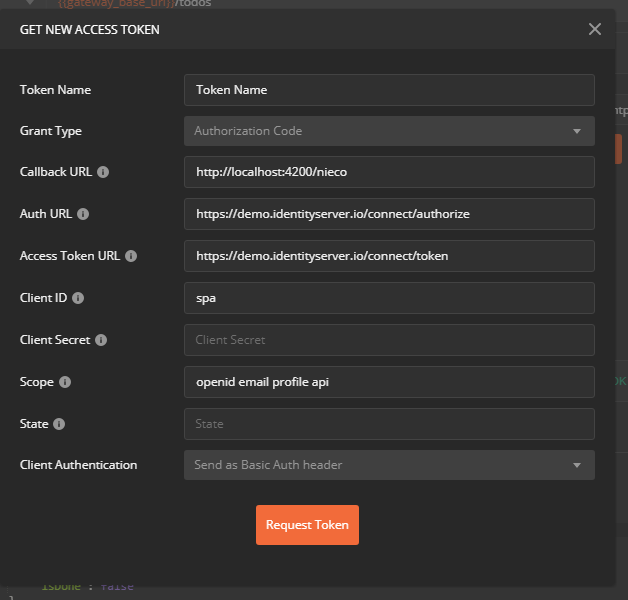 {{gateway_base_url}}/todos
GET NEW ACCESS TOKEN
Token Name
Token Name
Grant Type
Authorization Code
Callback URL
http://localhost:4200/nieco
Auth URL
https://demo.identityserver.io/connect/authorize
Access Token URL
https://demo.identityserver.io/connect/token
Client ID
spa
Client Secret
Client Secret
Scope
openid email profile api
State
State
Client Authentication
Send as Basic Auth header
Request Token